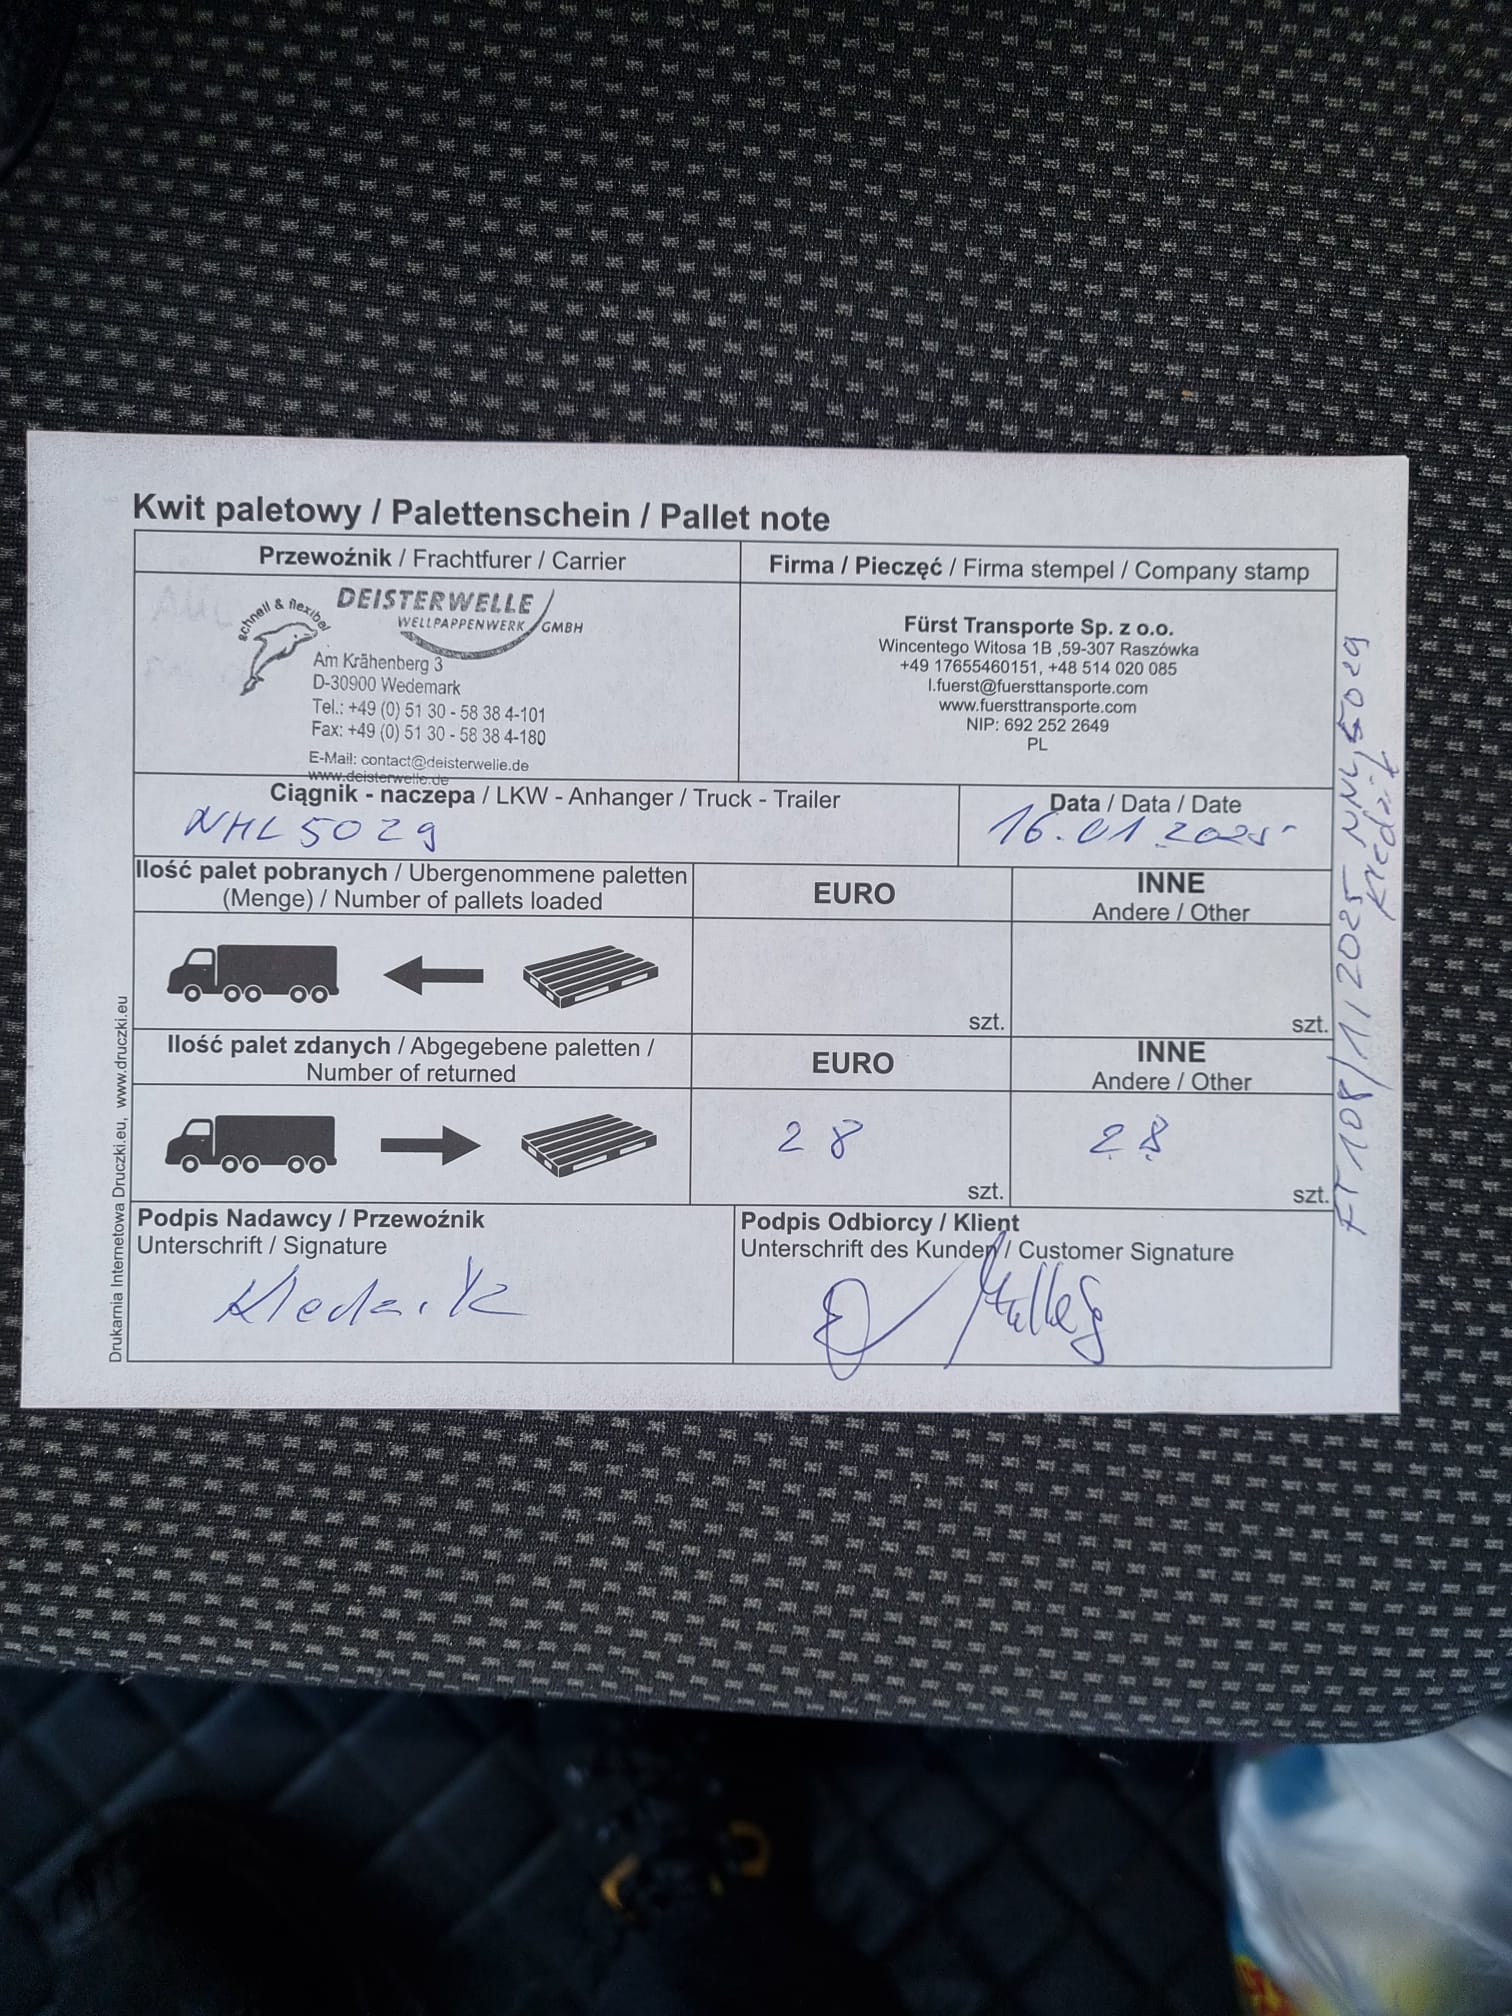 Kwit paletowy / Palettenschein / Pallet note
Przewoźnik / Frachtfurer / Carrier
Firma / Pieczęć / Firma stempel / Company stamp
schnell & flexibel
DEISTERWELLE
WELLPAPPENWERK GMBH
Am Krähenberg 3
D-30900 Wedemark
Tel.: +49 (0) 51 30 - 58 38 4-101
Fax: +49 (0) 51 30 - 58 38 4-180
E-Mail: contact@deisterwelle.de
www.deisterwelle.de
Fürst Transporte Sp. z o.o.
Wincentego Witosa 1B ,59-307 Raszówka
+49 17655460151, +48 514 020 085
l.fuerst@fuersttansporte.com
www.fuersttransporte.com
NIP: 692 252 2649
PL
Ciągnik - naczepa / LKW - Anhanger / Truck - Trailer
NHL 5029
Data / Data / Date
16.01.2025
Ilość palet pobranych / Ubergenommene paletten
(Menge) / Number of pallets loaded
EURO
INNE
Andere / Other
szt.
szt.
Ilość palet zdanych / Abgegebene paletten /
Number of returned
EURO
INNE
Andere / Other
28
szt.
28
szt.
Podpis Nadawcy / Przewoźnik
Unterschrift / Signature
Podpis Odbiorcy / Klient
Unterschrift des Kunden / Customer Signature
Drukarnia Internetowa Druczki.eu, www.druczki.eu
FT 108/1/2025 NNL 5029